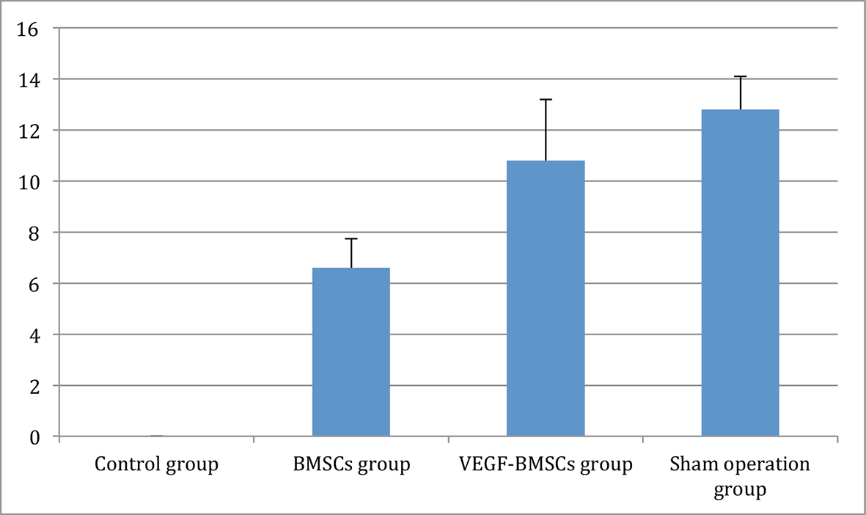 16
14
12
10
8
6
4
2
0
Control group
BMSCs group
VEGF-BMSCs group
Sham operation
group